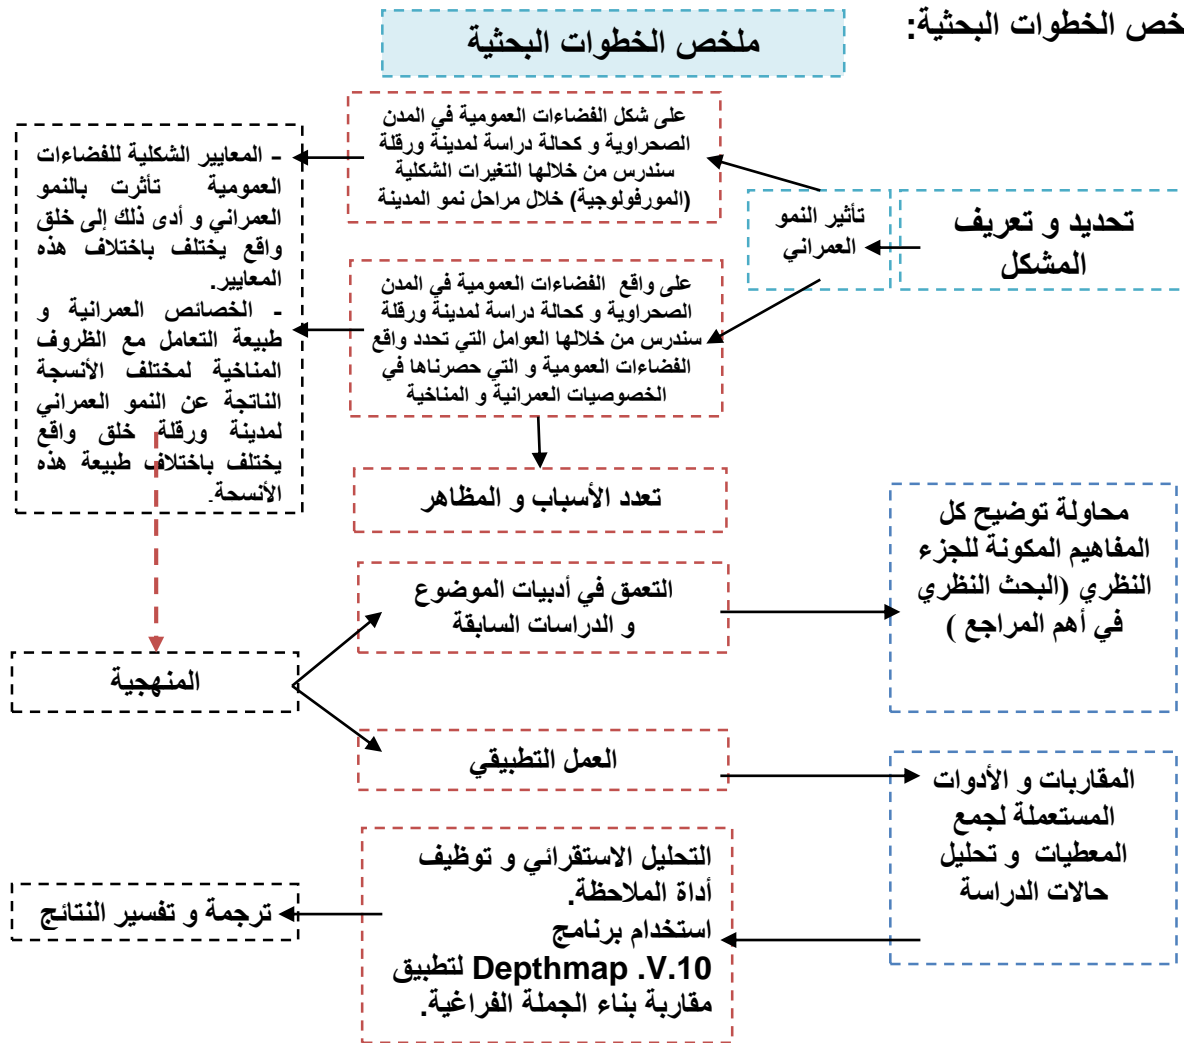 خص الخطوات البحثية:
ملخص الخطوات البحثية
تحديد و تعريف
المشكل
تأثير النمو
العمراني
على شكل الفضاءات العمومية في المدن
الصحراوية و كحالة دراسة لمدينة ورقلة
سندرس من خلالها التغيرات الشكلية
(المورفولوجية) خلال مراحل نمو المدينة
على واقع الفضاءات العمومية في المدن
الصحراوية و كحالة دراسة لمدينة ورقلة
سندرس من خلالها العوامل التي تحدد واقع
الفضاءات العمومية و التي حصرناها في
الخصوصيات العمرانية و المناخية
- المعايير الشكلية للفضاءات
العمومية تأثرت بالنمو
العمراني و أدى ذلك إلى خلق
واقع يختلف باختلاف هذه
المعايير.
- الخصائص العمرانية و
طبيعة التعامل مع الظروف
المناخية لمختلف الأنسجة
الناتجة عن النمو العمراني
لمدينة ورقلة خلق واقع
يختلف باختلاف طبيعة هذه
الأنسجة.
تعدد الأسباب و المظاهر
المنهجية
التعمق في أدبيات الموضوع
و الدراسات السابقة
محاولة توضيح كل
المفاهيم المكونة للجزء
النظري (البحث النظري
في أهم المراجع )
العمل التطبيقي
المقاربات و الأدوات
المستعملة لجمع
المعطيات و تحليل
حالات الدراسة
التحليل الاستقرائي و توظيف
أداة الملاحظة.
استخدام برنامج
Depthmap .V.10 لتطبيق
مقاربة بناء الجملة الفراغية.
ترجمة و تفسير النتائج